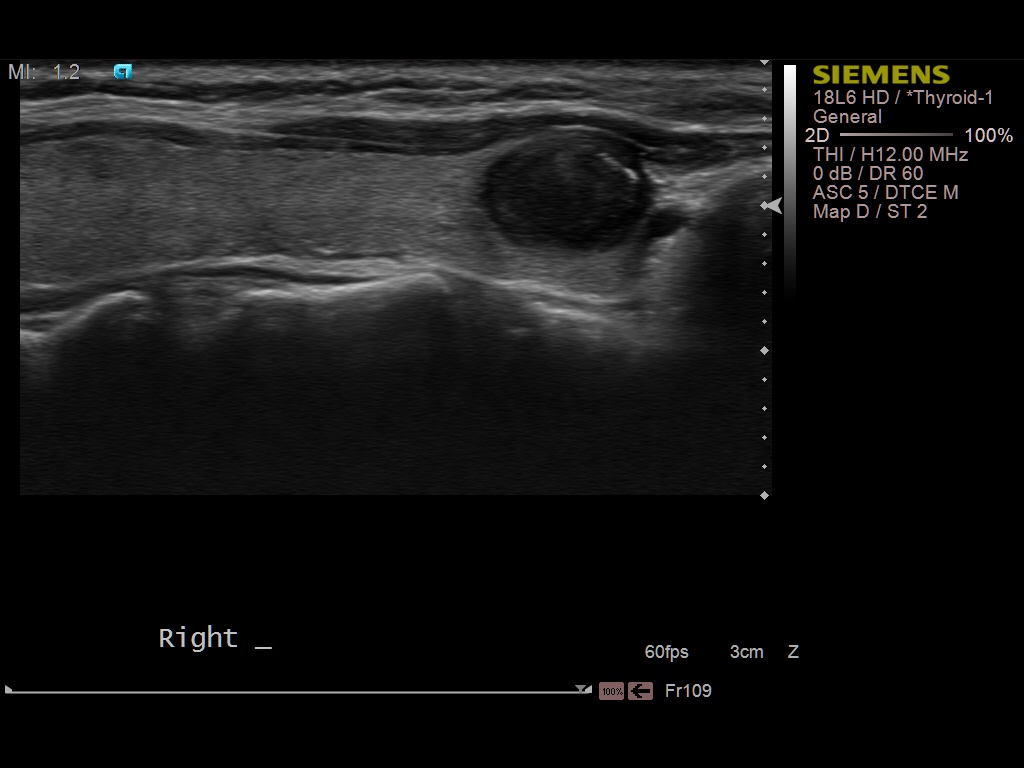 MI: 1.2
SIEMENS
18L6 HD / *Thyroid-1
General
2D 100%
THI / H12.00 MHz
0 dB / DR 60
ASC 5 / DTCE M
Map D / ST 2
Right _
60fps 3cm Z
100% Fr109